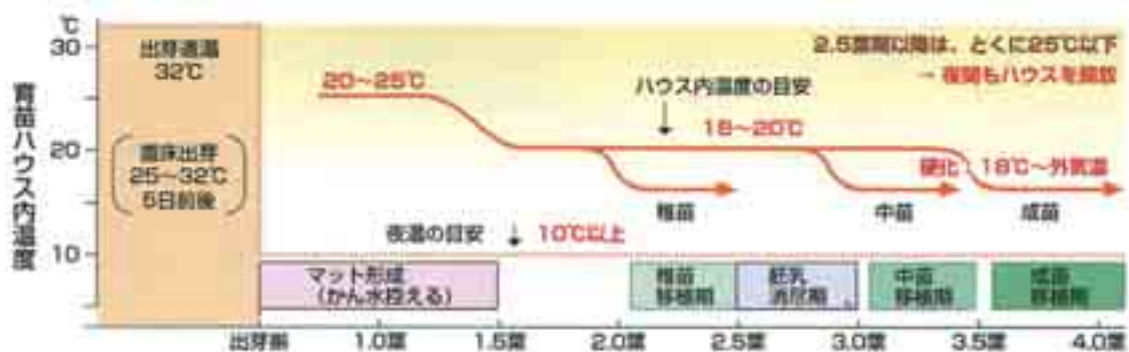 ℃
30
20
10
育苗ハウス内温度
出芽適温
32℃
置床出芽
25〜32℃
5日前後
20〜25℃
2.5葉期以降は、とくに25℃以下
→ 夜間もハウスを開放
ハウス内温度の目安
18〜20℃
硬化 18℃〜外気温
稚苗
中苗
成苗
夜温の目安
10℃以上
マット形成
(かん水控える)
稚苗
移植期
胚乳
消尽期
中苗
移植期
成苗
移植期
出芽揃
1.0葉
1.5葉
2.0葉
2.5葉
3.0葉
3.5葉
4.0葉